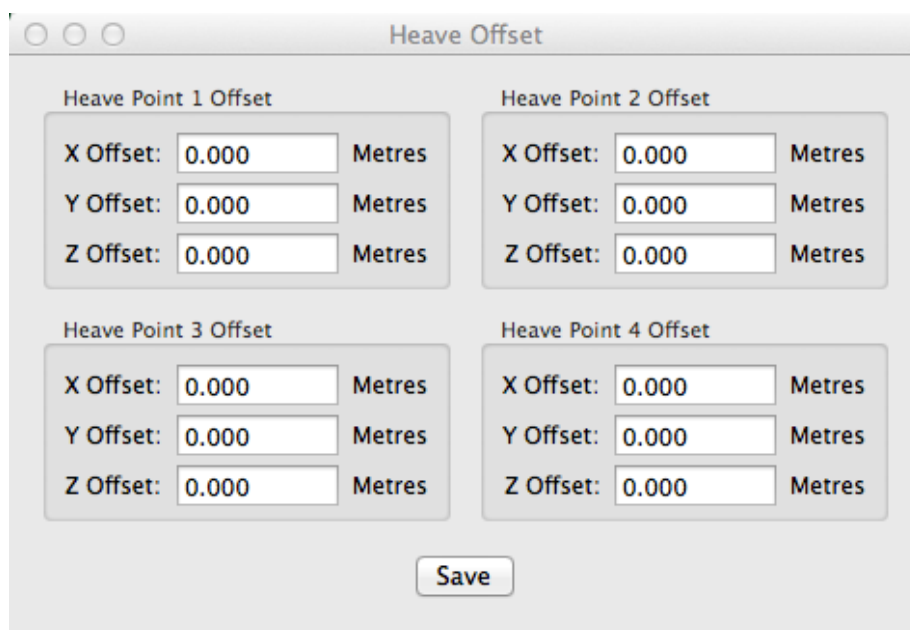 Heave Offset
Heave Point 1 Offset
X Offset: 0.000 Metres
Y Offset: 0.000 Metres
Z Offset: 0.000 Metres
Heave Point 2 Offset
X Offset: 0.000 Metres
Y Offset: 0.000 Metres
Z Offset: 0.000 Metres
Heave Point 3 Offset
X Offset: 0.000 Metres
Y Offset: 0.000 Metres
Z Offset: 0.000 Metres
Heave Point 4 Offset
X Offset: 0.000 Metres
Y Offset: 0.000 Metres
Z Offset: 0.000 Metres
Save